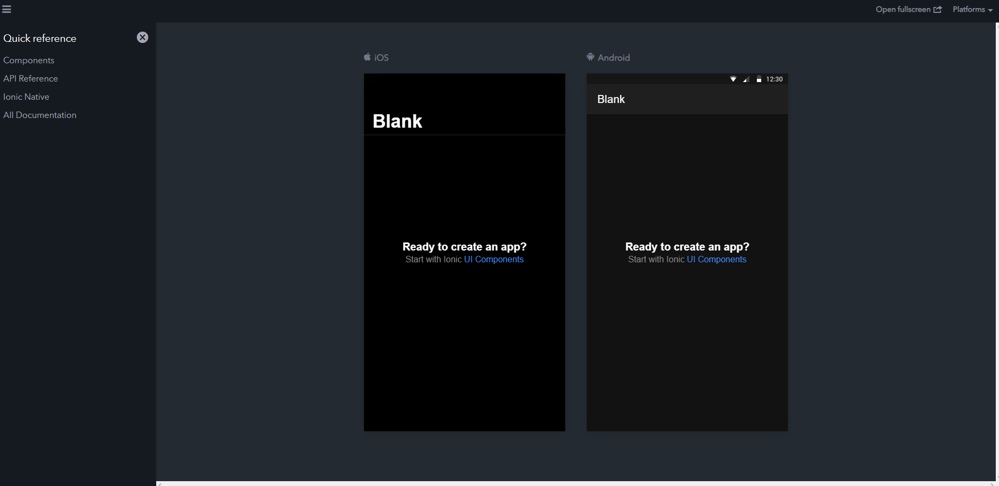 Open fullscreen Platforms
Quick reference
Components
API Reference
Ionic Native
All Documentation
iOS
Blank
Ready to create an app?
Start with Ionic UI Components
Android
12:30
Blank
Ready to create an app?
Start with Ionic UI Components